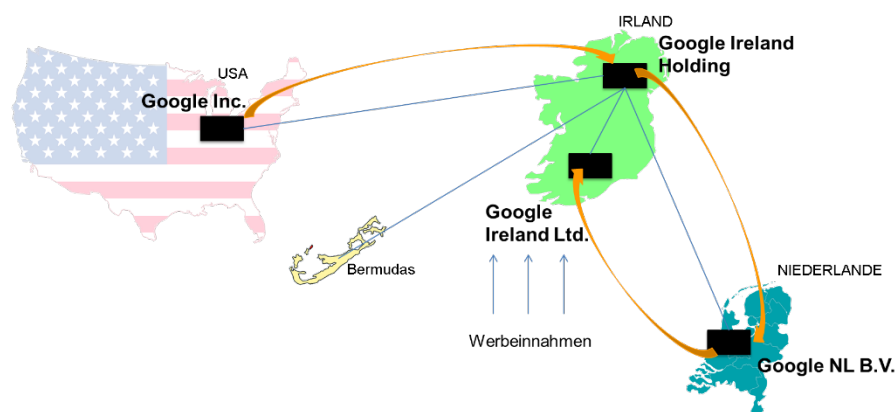 IRLAND
Google Ireland
Holding
USA
Google Inc.
Google
Ireland Ltd.
Bermudas
NIEDERLANDE
Werbeinnahmen
Google NL B.V.